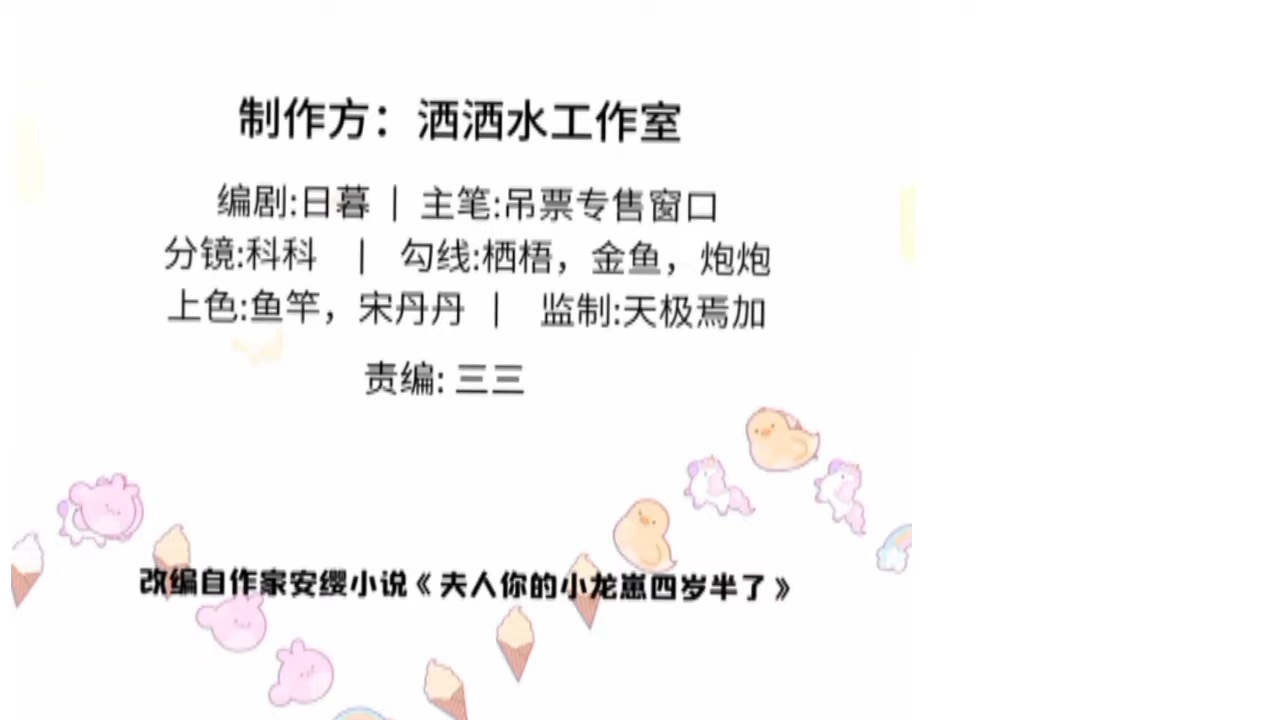 制作方：洒洒水工作室
编剧:日暮 | 主笔:吊票专售窗口
分镜:科科 | 勾线:栖梧，金鱼，炮炮
上色:鱼竿，宋丹丹 | 监制:天极焉加
责编: 三三
改编自作家安缨小说《夫人你的小龙崽四岁半了》